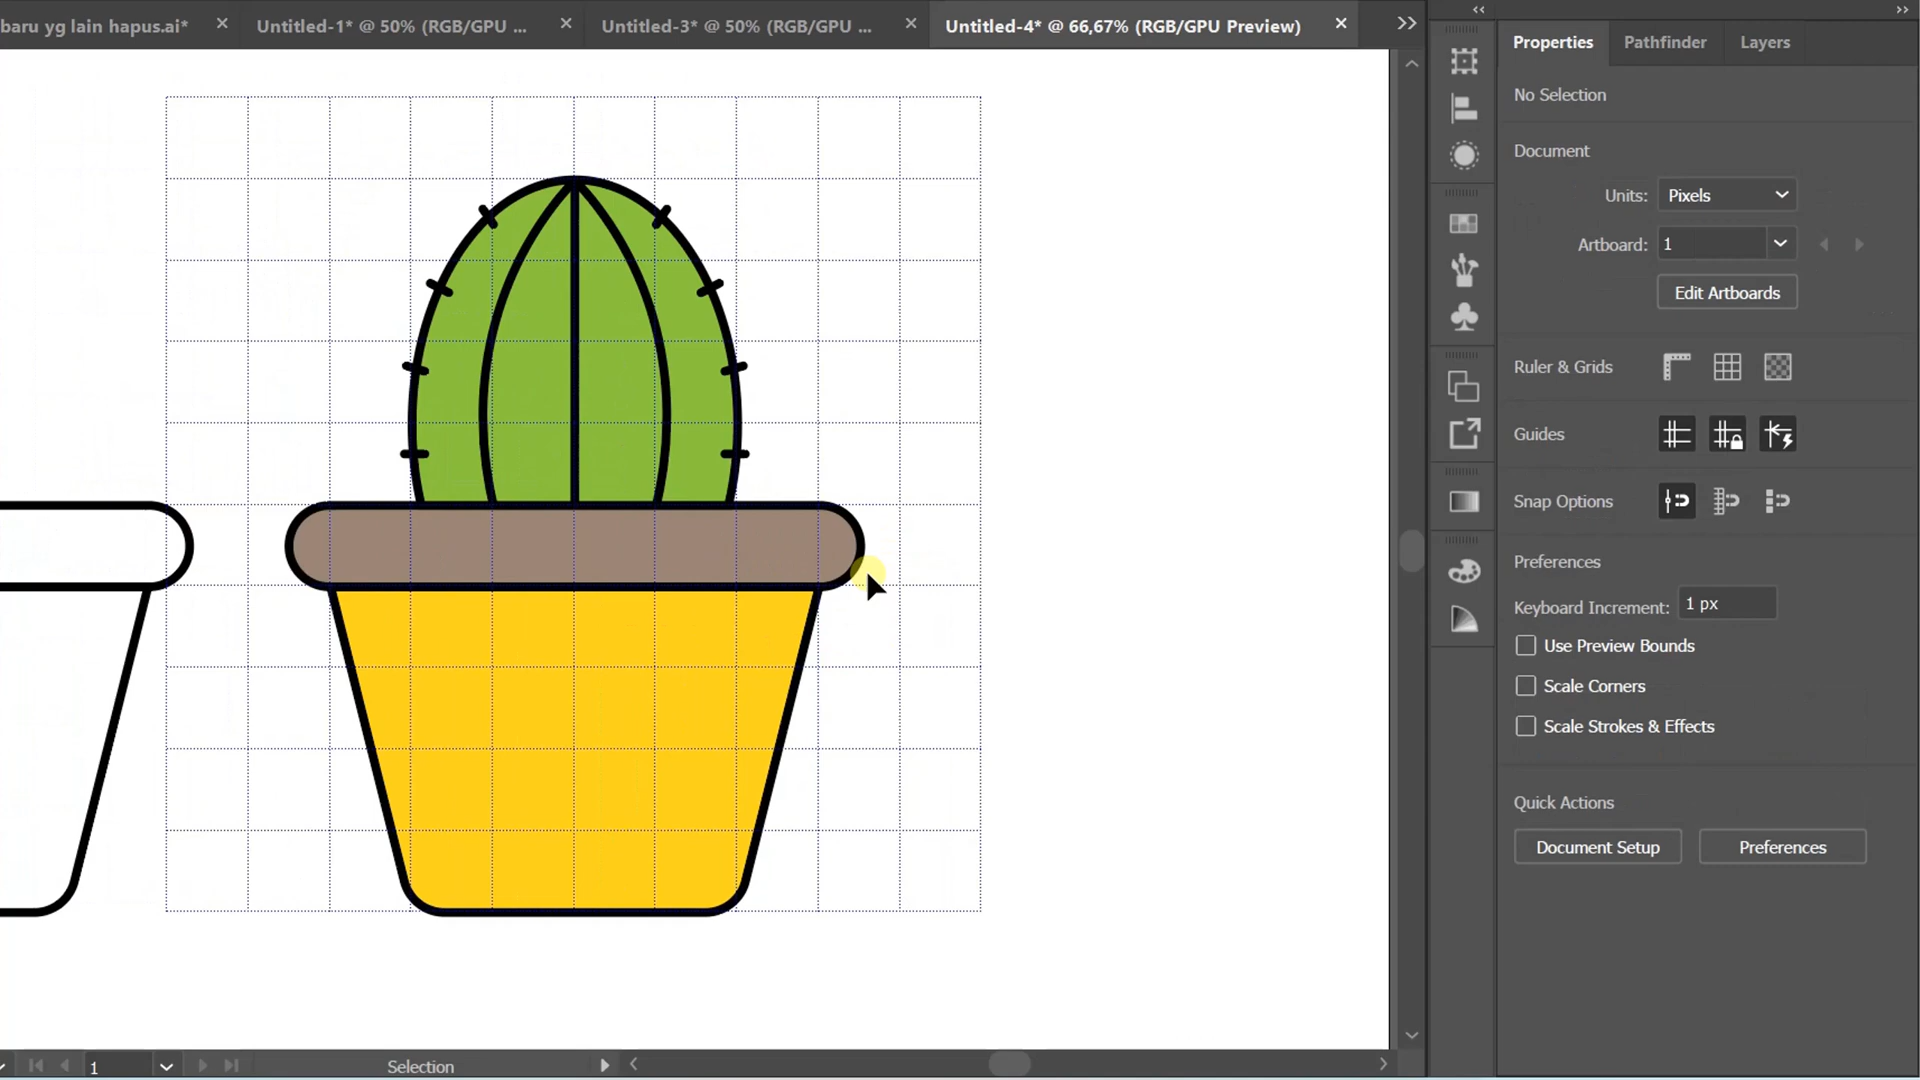 baru yg lain hapus.ai*
Untitled-1* @ 50% (RGB/GPU ...
Untitled-3* @ 50% (RGB/GPU ...
Untitled-4* @ 66,67% (RGB/GPU Preview)
Properties
Pathfinder
Layers
No Selection
Document
Units: Pixels
Artboard: 1
Edit Artboards
Ruler & Grids
Guides
Snap Options
Preferences
Keyboard Increment: 1 px
Use Preview Bounds
Scale Corners
Scale Strokes & Effects
Quick Actions
Document Setup
Preferences
1
Selection